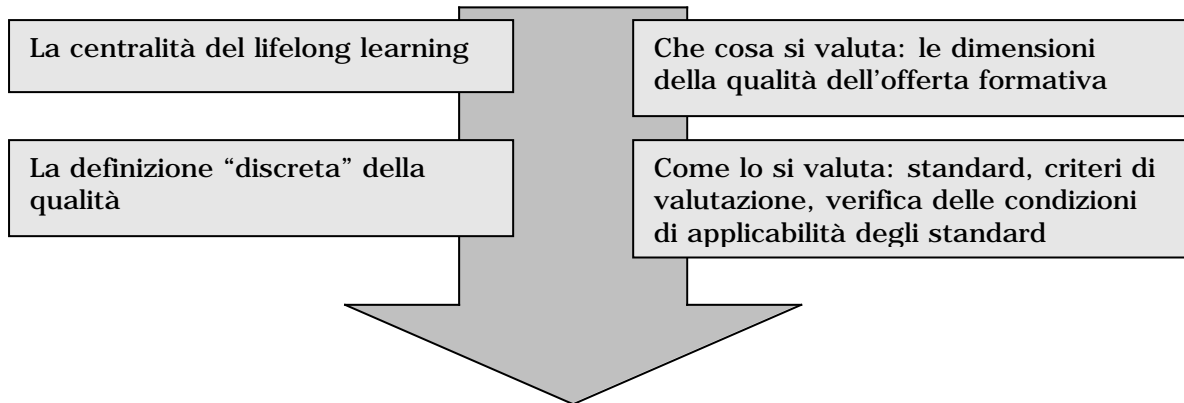 La centralità del lifelong learning
Che cosa si valuta: le dimensioni
della qualità dell’offerta formativa
La definizione “discreta” della
qualità
Come lo si valuta: standard, criteri di
valutazione, verifica delle condizioni
di applicabilità degli standard